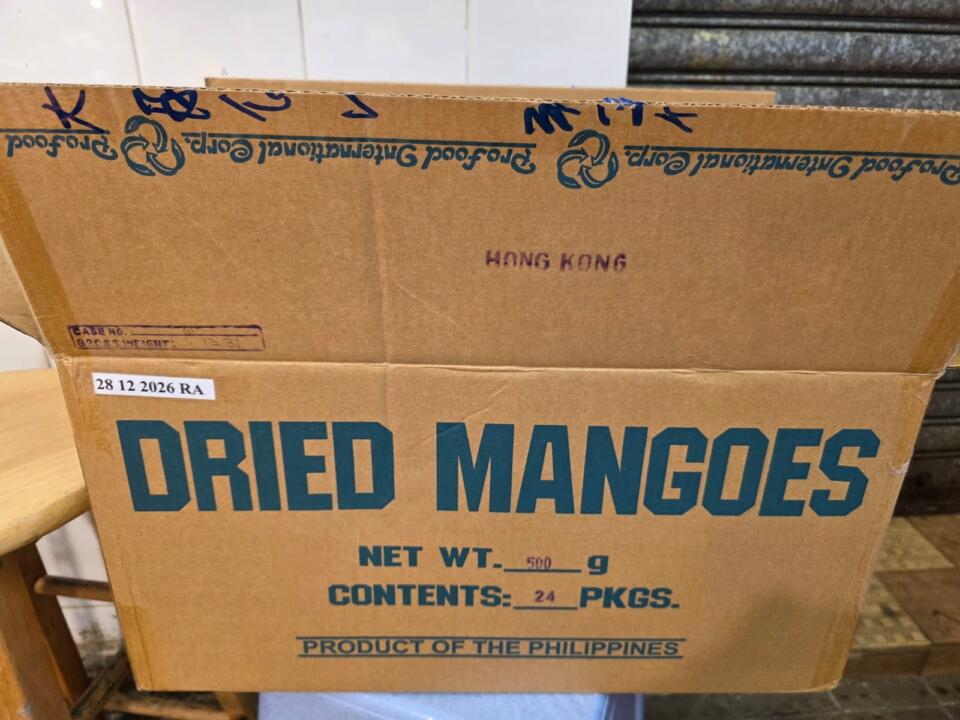 Profood International Corp. Profood International Corp. Profood
HONG KONG
CASE NO.
GROSS WEIGHT:
28 12 2026 RA
DRIED MANGOES
NET WT. 500 g
CONTENTS: 24 PKGS.
PRODUCT OF THE PHILIPPINES